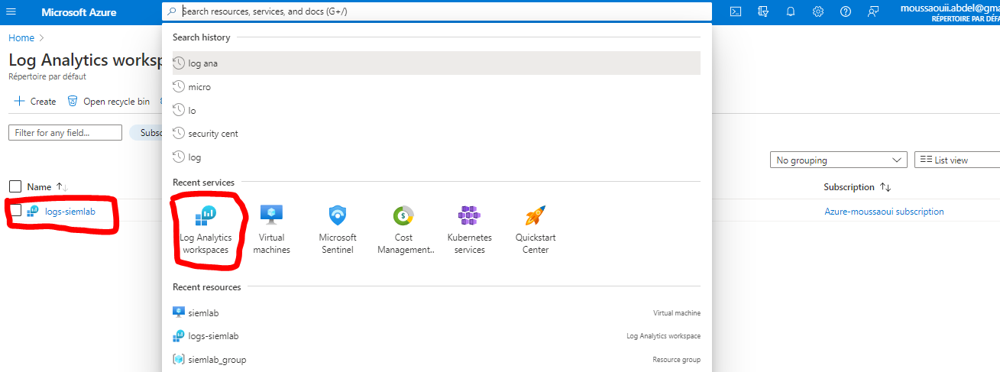 Microsoft Azure
Search resources, services, and docs (G+/)
moussaouii.abdel@gma
RÉPERTOIRE PAR DÉFA
Home
Log Analytics worksp
Répertoire par défaut
Create
Open recycle bin
Filter for any field...
Subsc
Search history
log ana
micro
lo
security cent
log
No grouping
List view
Name
Subscription
logs-siemlab
Azure-moussaoui subscription
Recent services
Log Analytics workspaces
Virtual machines
Microsoft Sentinel
Cost Management..
Kubernetes services
Quickstart Center
Recent resources
siemlab
Virtual machine
logs-siemlab
Log Analytics workspace
siemlab_group
Resource group